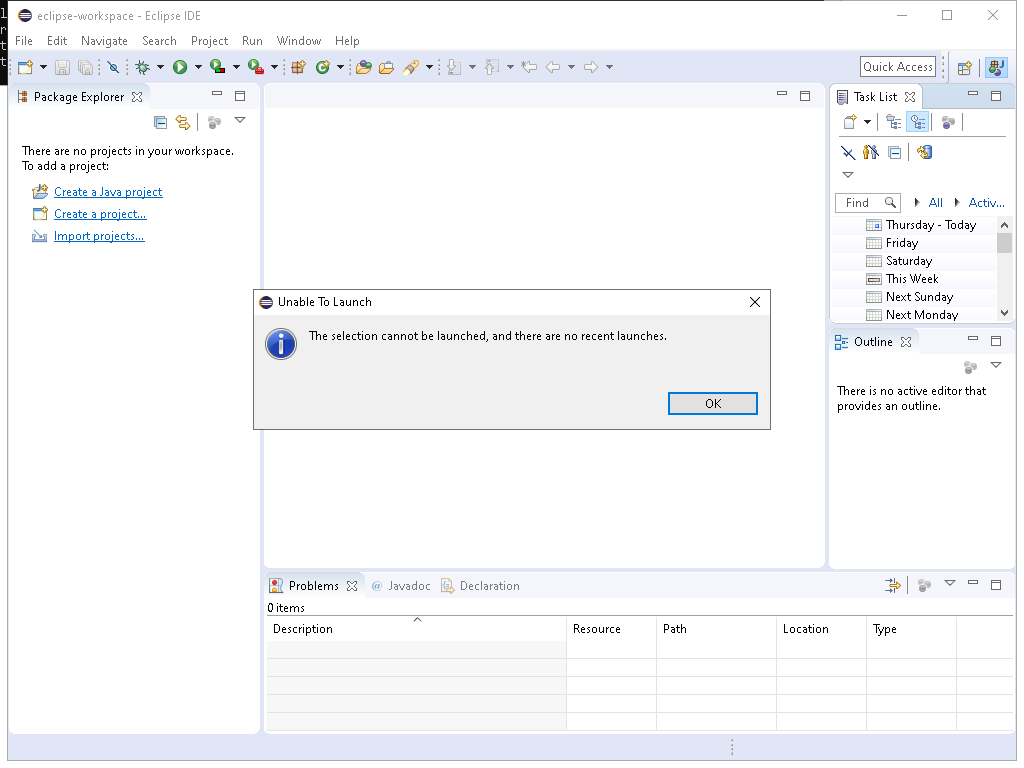 eclipse-workspace - Eclipse IDE
File Edit Navigate Search Project Run Window Help
Quick Access
Package Explorer
There are no projects in your workspace.
To add a project:
Create a Java project
Create a project...
Import projects...
Task List
Find All Activ...
Thursday - Today
Friday
Saturday
This Week
Next Sunday
Next Monday
Unable To Launch
The selection cannot be launched, and there are no recent launches.
OK
Outline
There is no active editor that
provides an outline.
Problems @ Javadoc Declaration
0 items
Description Resource Path Location Type